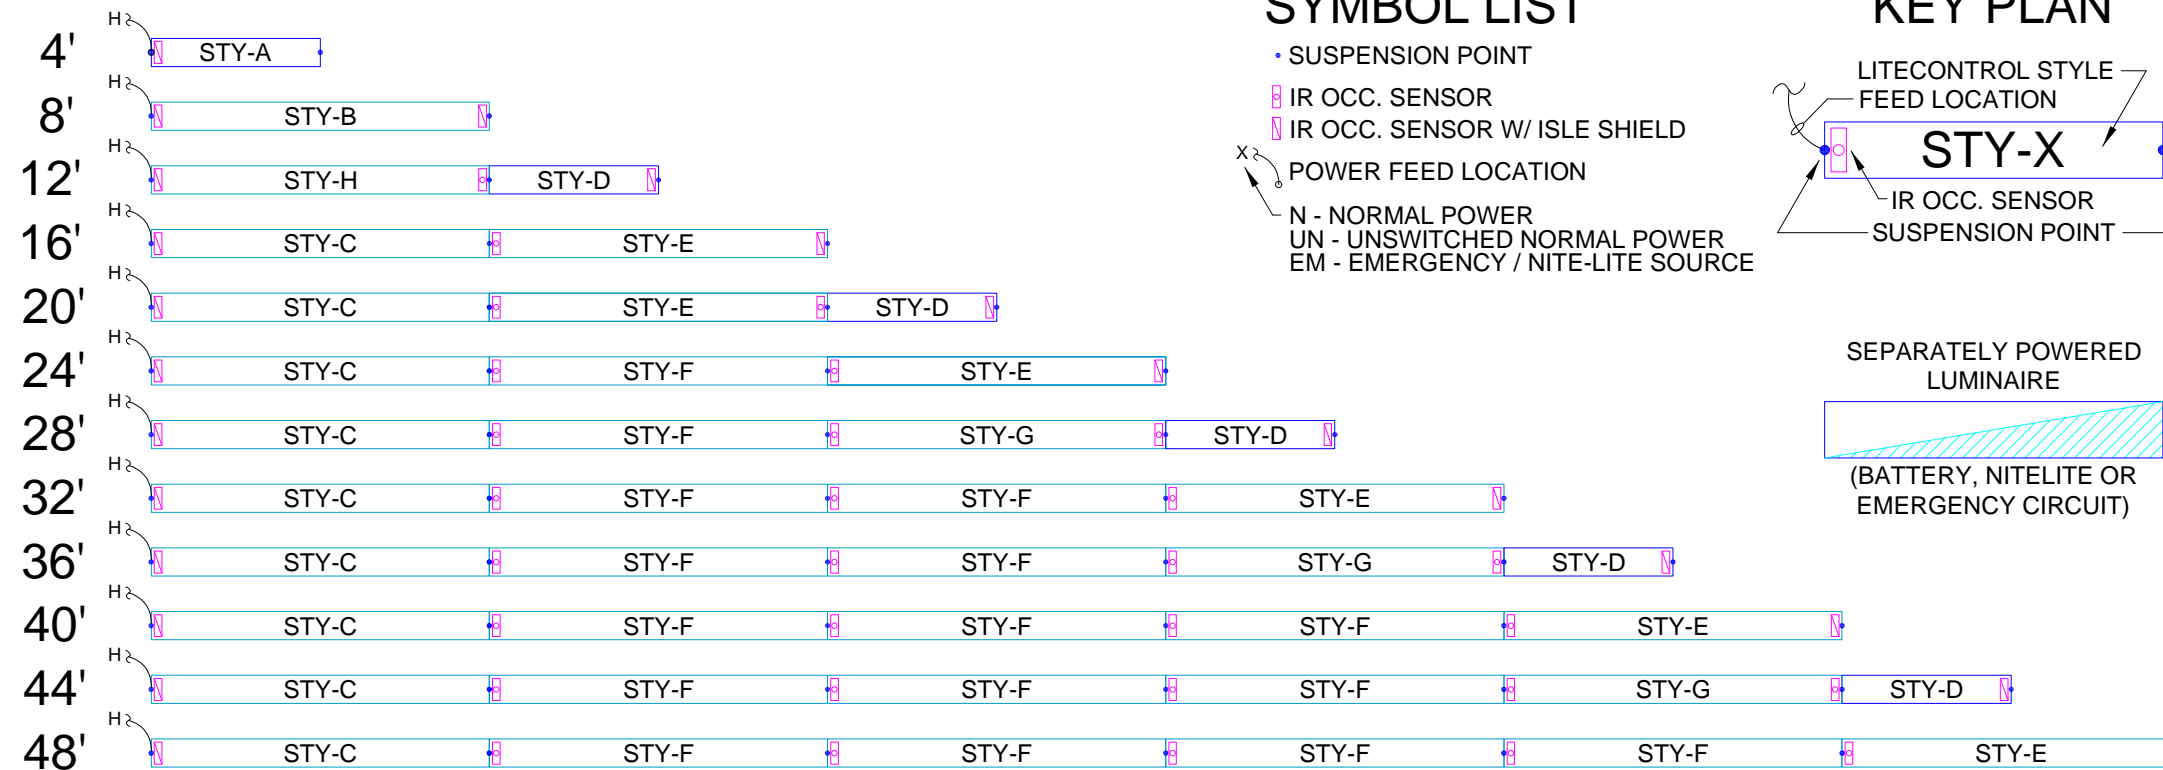 H
4' STY-A
H
8' STY-B
H
12' STY-H STY-D
H
16' STY-C STY-E
H
20' STY-C STY-E STY-D
H
24' STY-C STY-F STY-E
H
28' STY-C STY-F STY-G STY-D
H
32' STY-C STY-F STY-F STY-E
H
36' STY-C STY-F STY-F STY-G STY-D
H
40' STY-C STY-F STY-F STY-F STY-E
H
44' STY-C STY-F STY-F STY-F STY-G STY-D
H
48' STY-C STY-F STY-F STY-F STY-F STY-E
SYMBOL LIST
SUSPENSION POINT
IR OCC. SENSOR
IR OCC. SENSOR W/ ISLE SHIELD
X
POWER FEED LOCATION
N - NORMAL POWER
UN - UNSWITCHED NORMAL POWER
EM - EMERGENCY / NITE-LITE SOURCE
KEY PLAN
LITECONTROL STYLE
FEED LOCATION
STY-X
IR OCC. SENSOR
SUSPENSION POINT
SEPARATELY POWERED
LUMINAIRE
(BATTERY, NITELITE OR
EMERGENCY CIRCUIT)